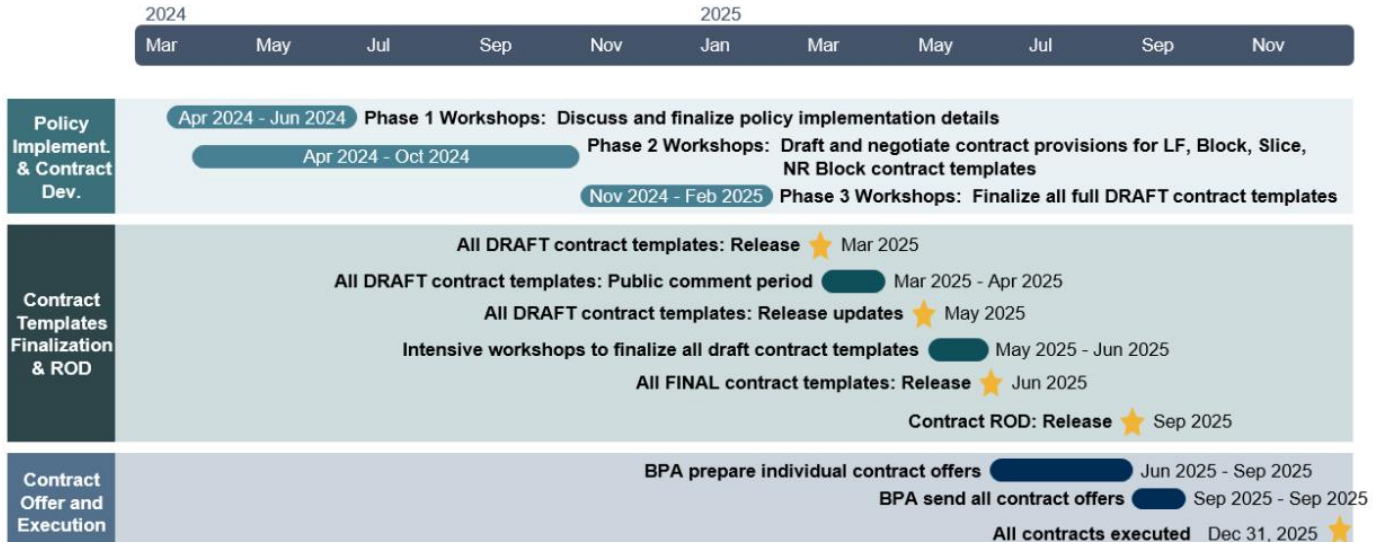 2024 2025
Mar May Jul Sep Nov Jan Mar May Jul Sep Nov
Policy
Implement.
& Contract
Dev.
Apr 2024 - Jun 2024 Phase 1 Workshops: Discuss and finalize policy implementation details
Apr 2024 - Oct 2024 Phase 2 Workshops: Draft and negotiate contract provisions for LF, Block, Slice,
NR Block contract templates
Nov 2024 - Feb 2025 Phase 3 Workshops: Finalize all full DRAFT contract templates
Contract
Templates
Finalization
& ROD
All DRAFT contract templates: Release Mar 2025
All DRAFT contract templates: Public comment period Mar 2025 - Apr 2025
All DRAFT contract templates: Release updates May 2025
Intensive workshops to finalize all draft contract templates May 2025 - Jun 2025
All FINAL contract templates: Release Jun 2025
Contract ROD: Release Sep 2025
Contract
Offer and
Execution
BPA prepare individual contract offers Jun 2025 - Sep 2025
BPA send all contract offers Sep 2025 - Sep 2025
All contracts executed Dec 31, 2025